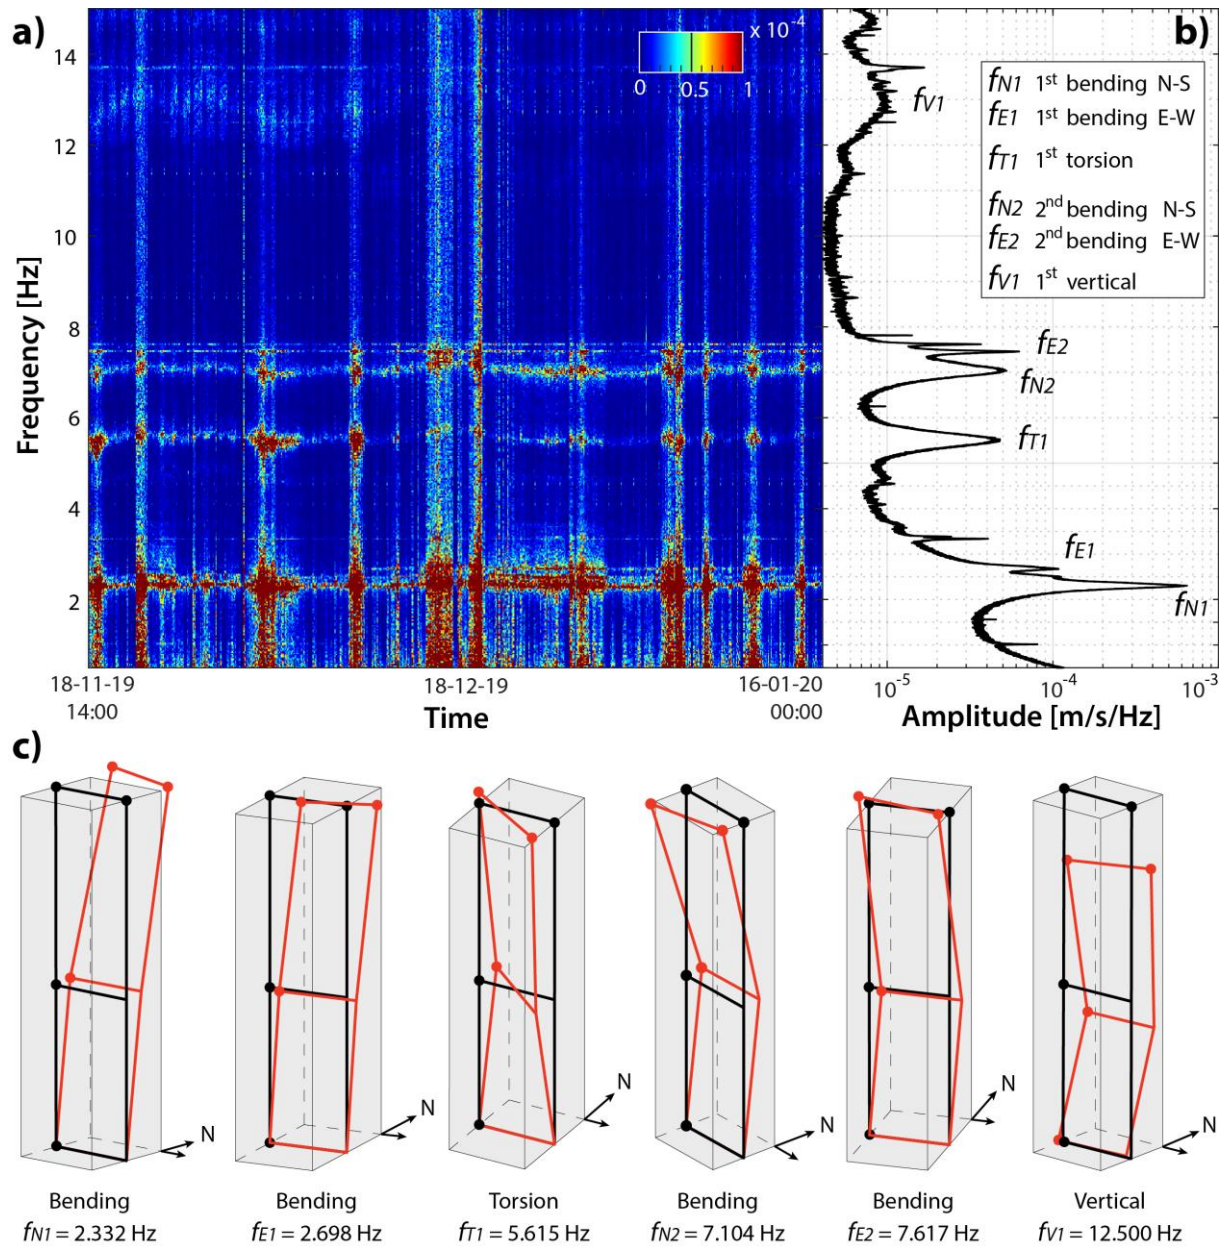 a)
x 10⁻⁴
0 0.5 1
14
12
10
8
6
4
2
Frequency [Hz]
18-11-19
14:00
18-12-19
16-01-20
00:00
Time
b)
fN1 1st bending N-S
fE1 1st bending E-W
fT1 1st torsion
fN2 2nd bending N-S
fE2 2nd bending E-W
fV1 1st vertical
fV1
fE2
fN2
fT1
fE1
fN1
10⁻⁵ 10⁻⁴ 10⁻³
Amplitude [m/s/Hz]
c)
N
N
N
N
N
N
Bending
fN1 = 2.332 Hz
Bending
fE1 = 2.698 Hz
Torsion
fT1 = 5.615 Hz
Bending
fN2 = 7.104 Hz
Bending
fE2 = 7.617 Hz
Vertical
fV1 = 12.500 Hz